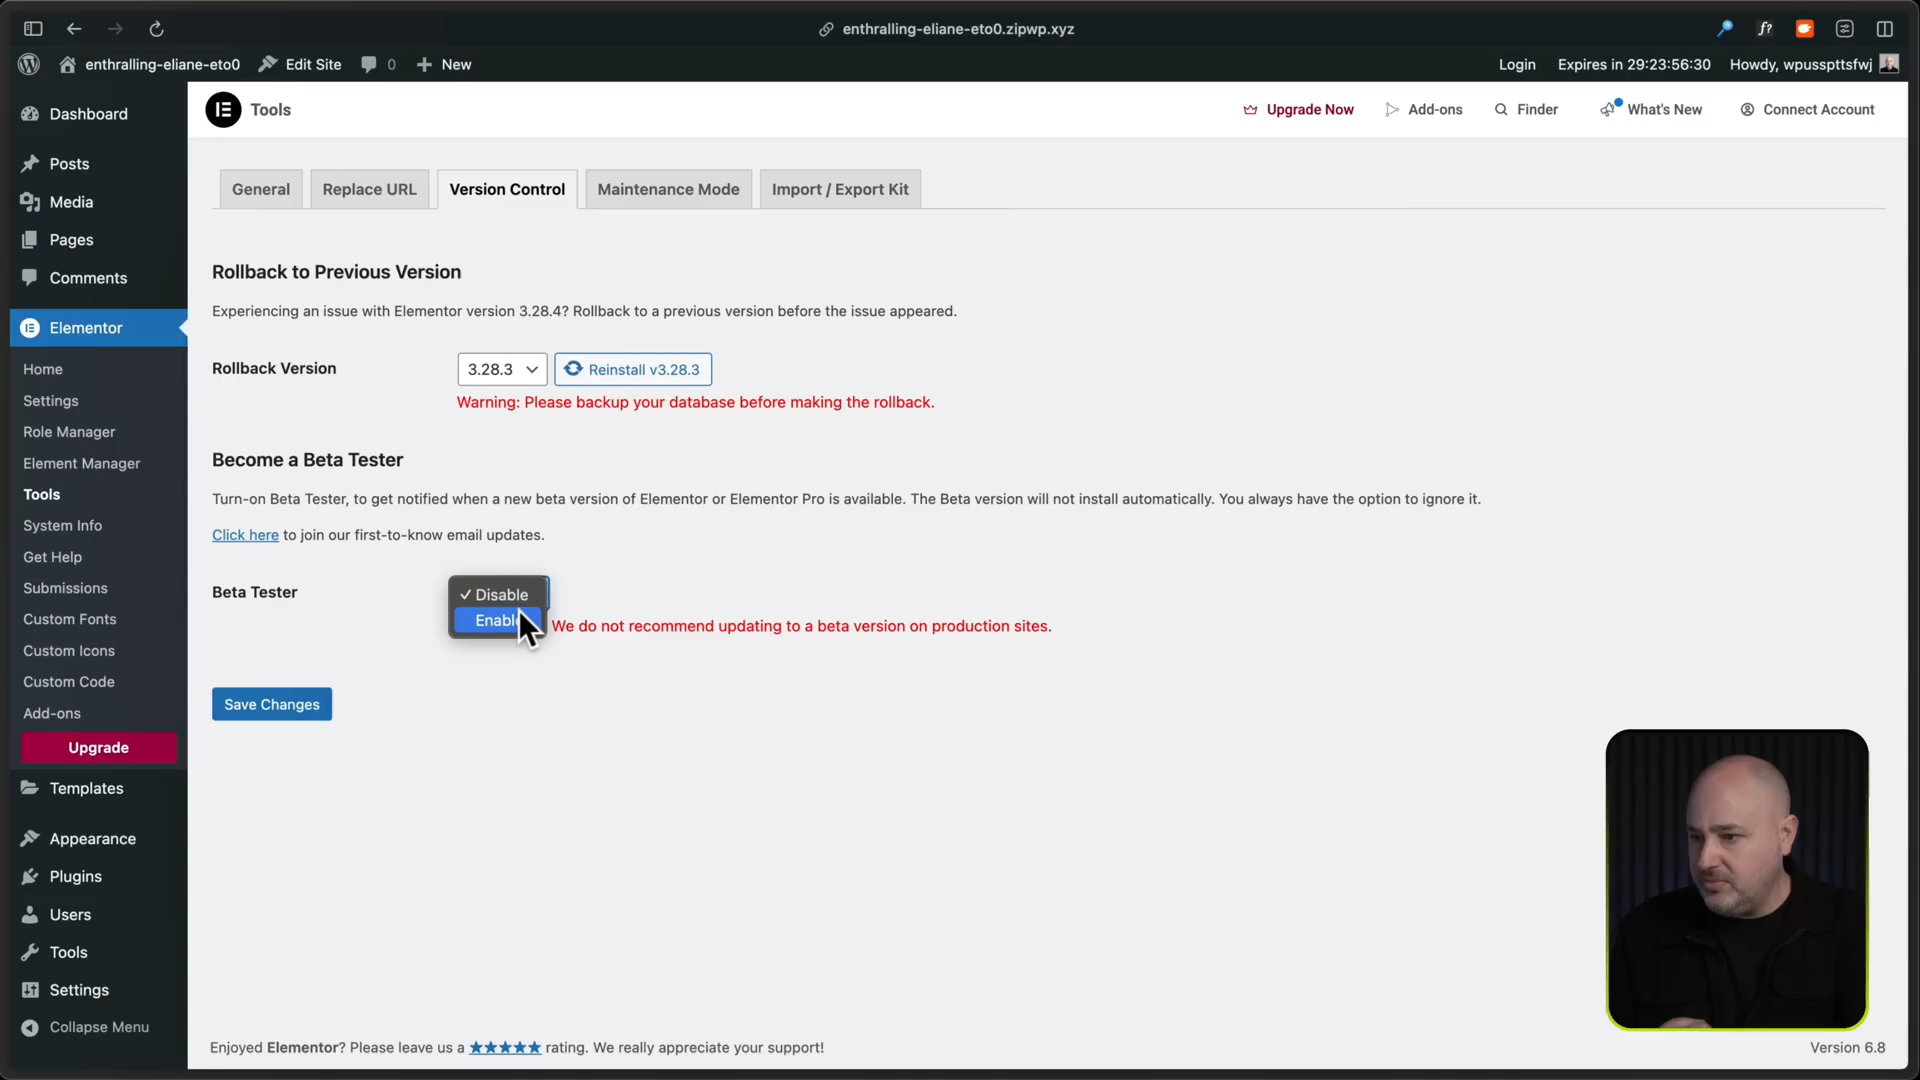 enthralling-eliane-eto0.zipwp.xyz
f?
enthralling-eliane-eto0
Edit Site
0
New
Login
Expires in 29:23:56:30
Howdy, wpusspttsfwj
Dashboard
Posts
Media
Pages
Comments
Elementor
Home
Settings
Role Manager
Element Manager
Tools
System Info
Get Help
Submissions
Custom Fonts
Custom Icons
Custom Code
Add-ons
Upgrade
Templates
Appearance
Plugins
Users
Tools
Settings
Collapse Menu
Tools
Upgrade Now
Add-ons
Finder
What's New
Connect Account
General
Replace URL
Version Control
Maintenance Mode
Import / Export Kit
Rollback to Previous Version
Experiencing an issue with Elementor version 3.28.4? Rollback to a previous version before the issue appeared.
Rollback Version
3.28.3
Reinstall v3.28.3
Warning: Please backup your database before making the rollback.
Become a Beta Tester
Turn-on Beta Tester, to get notified when a new beta version of Elementor or Elementor Pro is available. The Beta version will not install automatically. You always have the option to ignore it.
Click here to join our first-to-know email updates.
Beta Tester
✓ Disable
We do not recommend updating to a beta version on production sites.
Save Changes
Enjoyed Elementor? Please leave us a ★★★★★ rating. We really appreciate your support!
Version 6.8